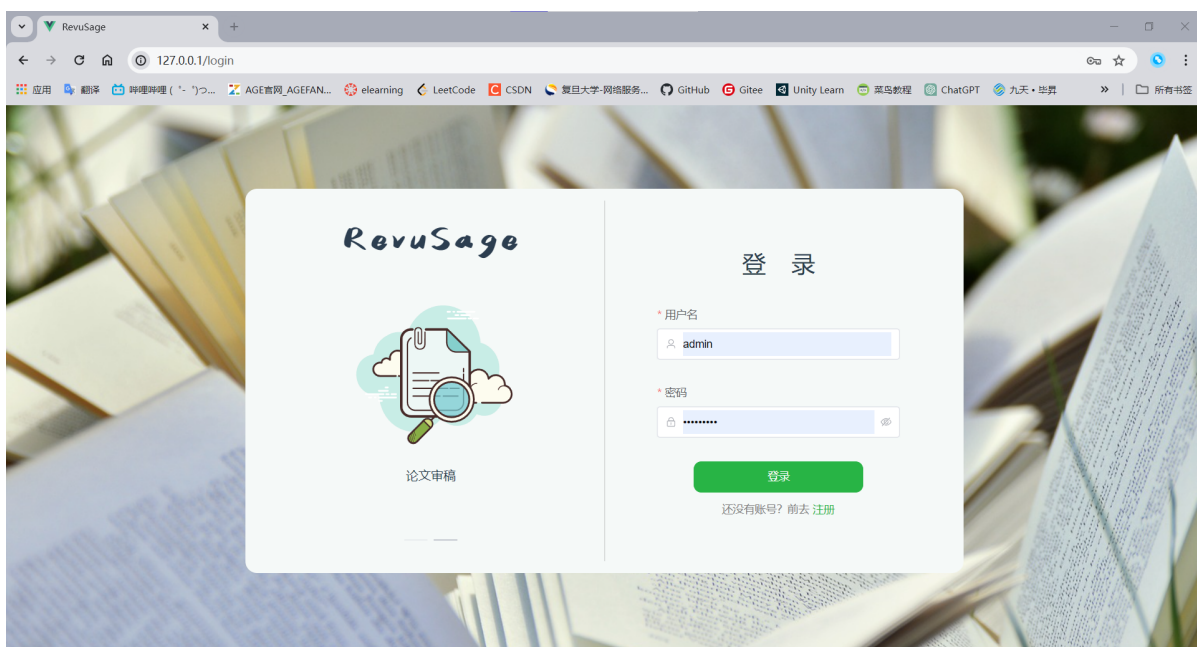 RevuSage
127.0.0.1/login
应用 翻译 哔哩哔哩 ( ゜- ゜)つ... AGE官网_AGEFAN... elearning LeetCode CSDN 复旦大学-网络服务... GitHub Gitee Unity Learn 菜鸟教程 ChatGPT 九天 • 毕昇 » 所有书签
RevuSage
论文审稿
登 录
* 用户名
admin
* 密码
•••••••••
登录
还没有账号？前去 注册